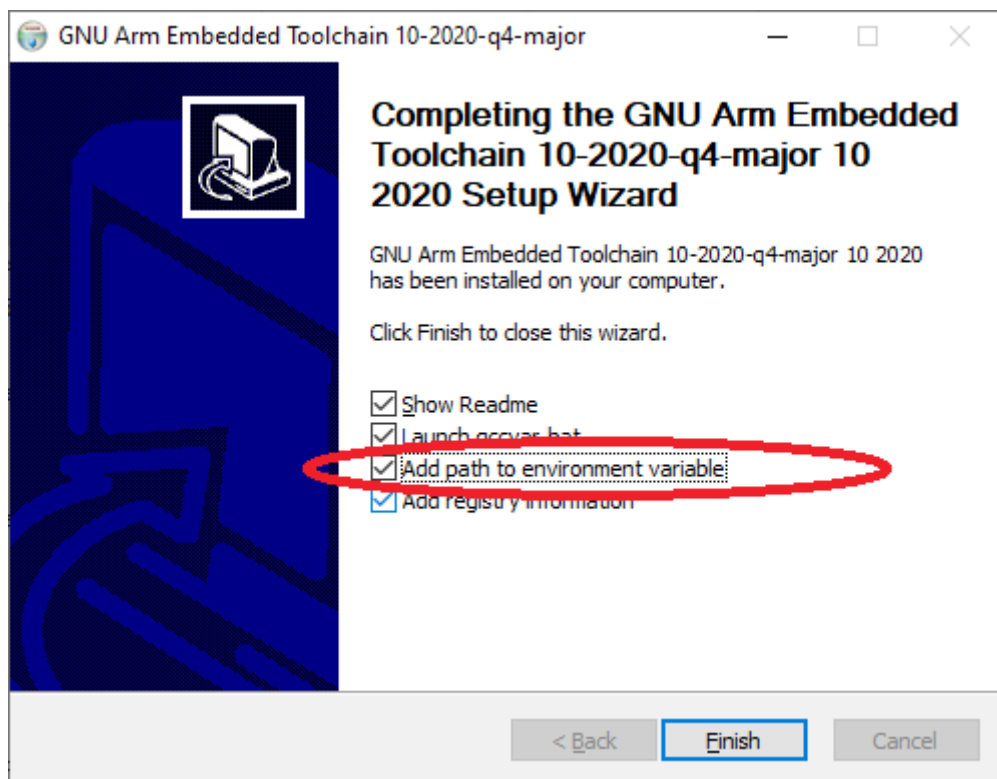 GNU Arm Embedded Toolchain 10-2020-q4-major
Completing the GNU Arm Embedded
Toolchain 10-2020-q4-major 10
2020 Setup Wizard
GNU Arm Embedded Toolchain 10-2020-q4-major 10 2020
has been installed on your computer.
Click Finish to close this wizard.
Show Readme
Launch gccvar.bat
Add path to environment variable
Add registry information
< Back
Finish
Cancel